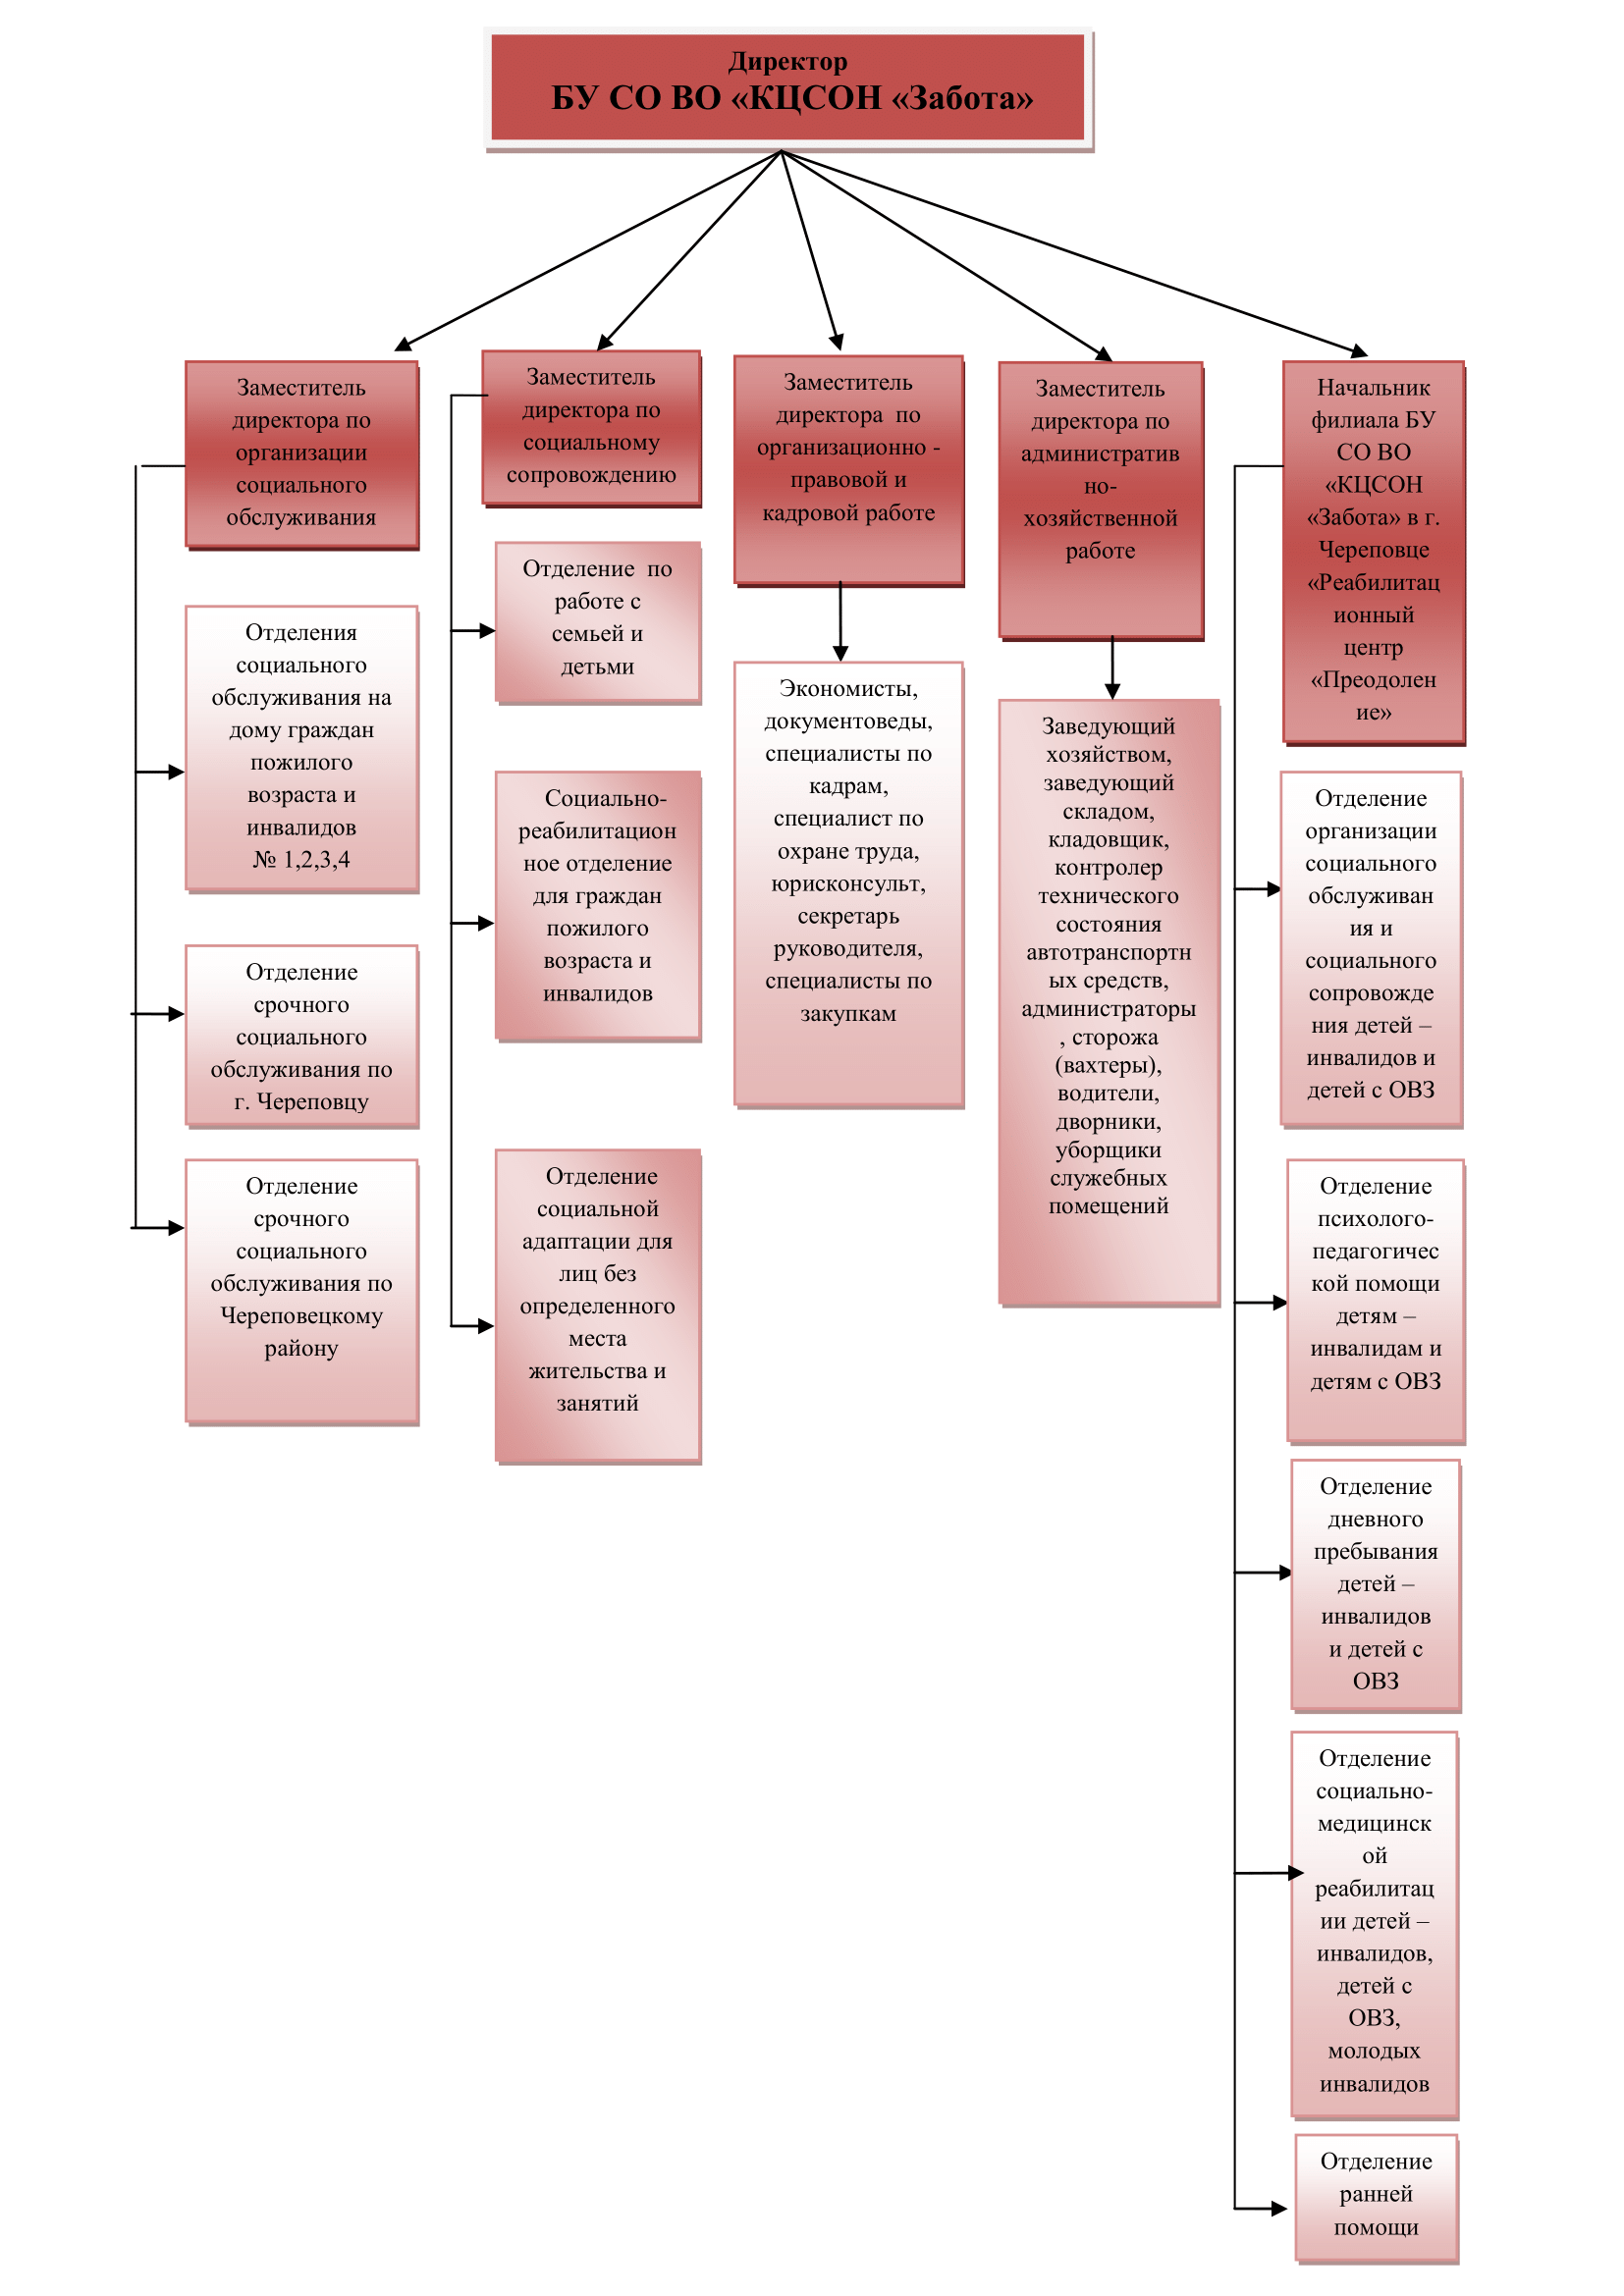 Директор
БУ СО ВО «КЦСОН «Забота»
Заместитель
директора по
организации
социального
обслуживания
Отделения
социального
обслуживания на
дому граждан
пожилого
возраста и
инвалидов
№ 1,2,3,4
Отделение
срочного
социального
обслуживания по
г. Череповцу
Отделение
срочного
социального
обслуживания по
Череповецкому
району
Заместитель
директора по
социальному
сопровождению
Отделение по
работе с
семьей и
детьми
Социально-
реабилитацион
ное отделение
для граждан
пожилого
возраста и
инвалидов
Отделение
социальной
адаптации для
лиц без
определенного
места
жительства и
занятий
Заместитель
директора по
организационно -
правовой и
кадровой работе
Экономисты,
документоведы,
специалисты по
кадрам,
специалист по
охране труда,
юрисконсульт,
секретарь
руководителя,
специалисты по
закупкам
Заместитель
директора по
административ
но-
хозяйственной
работе
Заведующий
хозяйством,
заведующий
складом,
кладовщик,
контролер
технического
состояния
автотранспортн
ых средств,
администраторы
, сторожа
(вахтеры),
водители,
дворники,
уборщики
служебных
помещений
Начальник
филиала БУ
СО ВО
«КЦСОН
«Забота» в г.
Череповце
«Реабилитац
ионный
центр
«Преодолен
ие»
Отделение
организации
социального
обслуживан
ия и
социального
сопровожде
ния детей –
инвалидов и
детей с ОВЗ
Отделение
психолого-
педагогичес
кой помощи
детям –
инвалидам и
детям с ОВЗ
Отделение
дневного
пребывания
детей –
инвалидов
и детей с
ОВЗ
Отделение
социально-
медицинск
ой
реабилитац
ии детей –
инвалидов,
детей с
ОВЗ,
молодых
инвалидов
Отделение
ранней
помощи